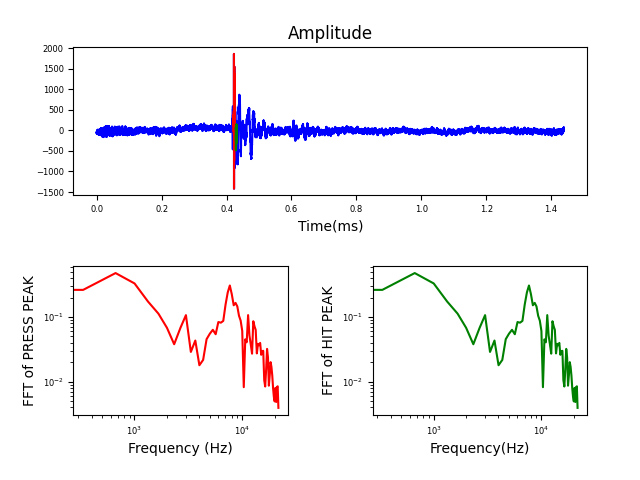 Amplitude
2000
1500
1000
500
0
−500
−1000
−1500
0.0 0.2 0.4 0.6 0.8 1.0 1.2 1.4
Time(ms)
FFT of PRESS PEAK
10⁻¹
10⁻²
10³ 10⁴
Frequency (Hz)
FFT of HIT PEAK
10⁻¹
10⁻²
10³ 10⁴
Frequency(Hz)